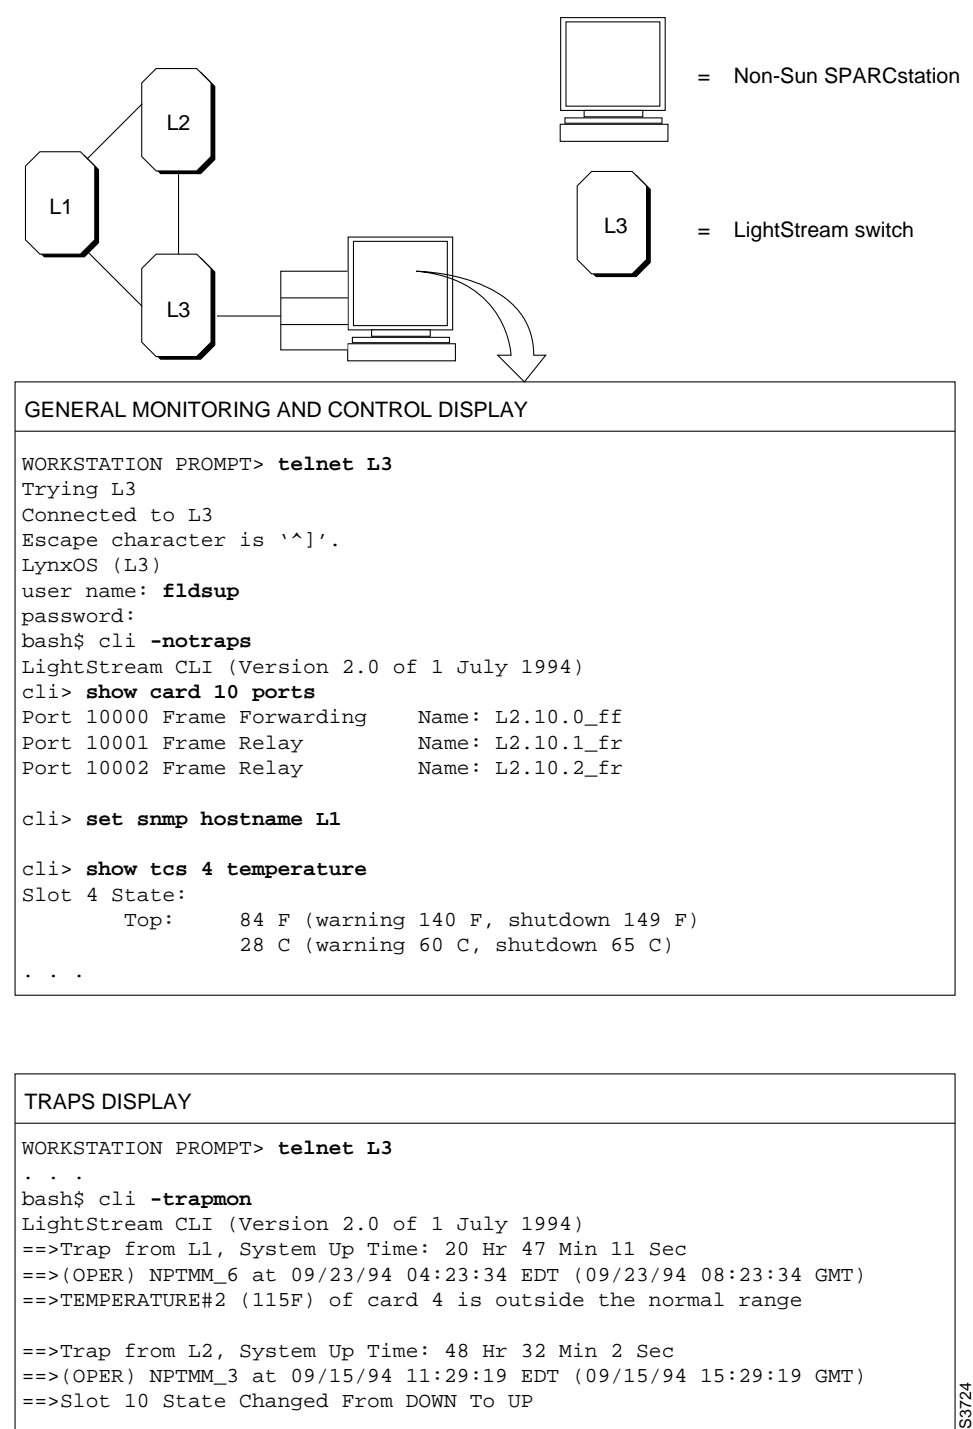 = Non-Sun SPARCstation
L2
L1
L3
= LightStream switch
L3
GENERAL MONITORING AND CONTROL DISPLAY
WORKSTATION PROMPT> telnet L3
Trying L3
Connected to L3
Escape character is ‘^]’.
LynxOS (L3)
user name: fldsup
password:
bash$ cli -notraps
LightStream CLI (Version 2.0 of 1 July 1994)
cli> show card 10 ports
Port 10000 Frame Forwarding    Name: L2.10.0_ff
Port 10001 Frame Relay         Name: L2.10.1_fr
Port 10002 Frame Relay         Name: L2.10.2_fr
cli> set snmp hostname L1
cli> show tcs 4 temperature
Slot 4 State:
Top:     84 F (warning 140 F, shutdown 149 F)
28 C (warning 60 C, shutdown 65 C)
. . .
TRAPS DISPLAY
WORKSTATION PROMPT> telnet L3
. . .
bash$ cli -trapmon
LightStream CLI (Version 2.0 of 1 July 1994)
==>Trap from L1, System Up Time: 20 Hr 47 Min 11 Sec
==>(OPER) NPTMM_6 at 09/23/94 04:23:34 EDT (09/23/94 08:23:34 GMT)
==>TEMPERATURE#2 (115F) of card 4 is outside the normal range
==>Trap from L2, System Up Time: 48 Hr 32 Min 2 Sec
==>(OPER) NPTMM_3 at 09/15/94 11:29:19 EDT (09/15/94 15:29:19 GMT)
==>Slot 10 State Changed From DOWN To UP
S3724